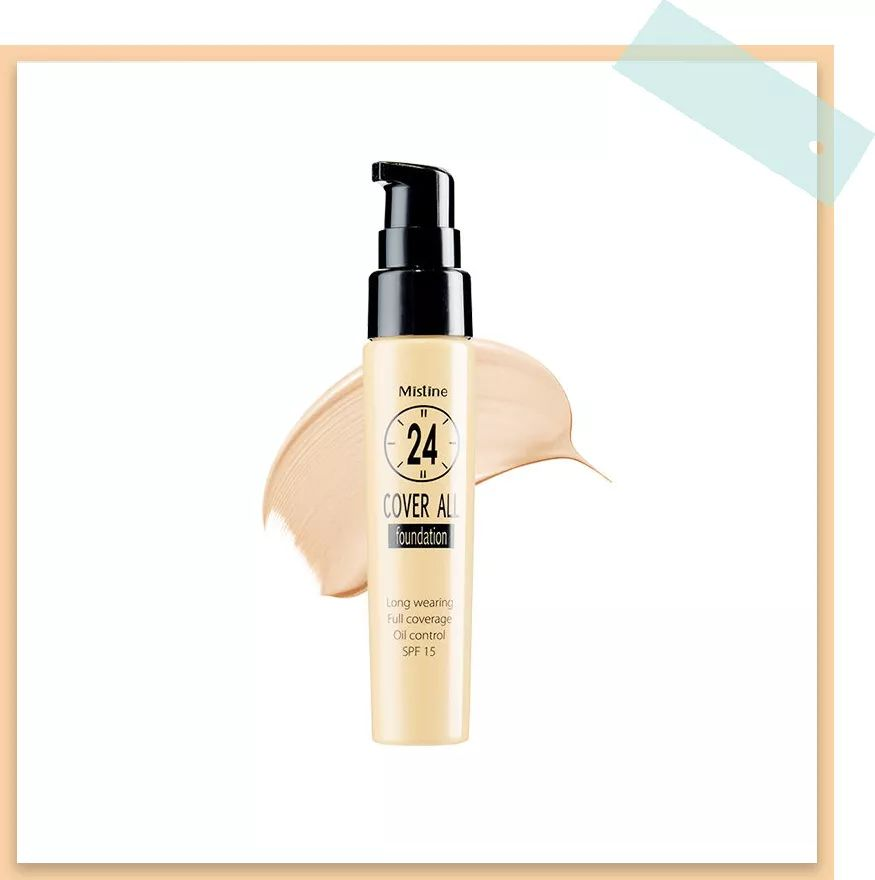 Mistine
24
COVER ALL
foundation
Long wearing
Full coverage
Oil control
SPF 15